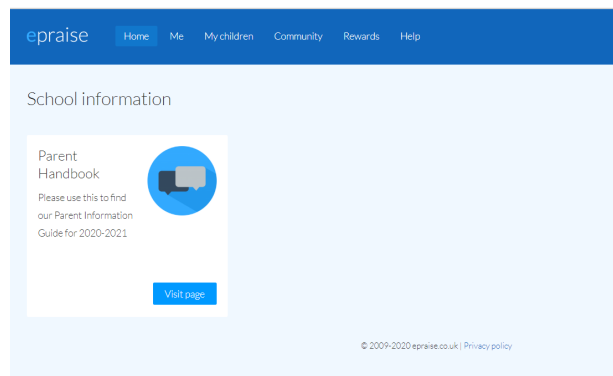 epraise Home Me My children Community Rewards Help
School information
Parent
Handbook
Please use this to find
our Parent Information
Guide for 2020-2021
Visit page
© 2009-2020 epraise.co.uk | Privacy policy